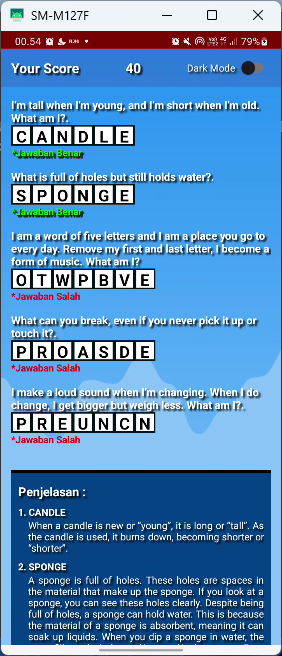 SM-M127F
00.54
79%
Your Score 40 Dark Mode
I'm tall when I'm young, and I'm short when I'm old.
What am I?.
CANDLE
*Jawaban Benar
What is full of holes but still holds water?.
SPONGE
*Jawaban Benar
I am a word of five letters and I am a place you go to
every day. Remove my first and last letter, I become a
form of music. What am I?
OTWPBVE
*Jawaban Salah
What can you break, even if you never pick it up or
touch it?.
PROASDE
*Jawaban Salah
I make a loud sound when I'm changing. When I do
change, I get bigger but weigh less. What am I?.
PREUNCN
*Jawaban Salah
Penjelasan :
1. CANDLE
When a candle is new or “young”, it is long or “tall”. As
the candle is used, it burns down, becoming shorter or
“shorter”.
2. SPONGE
A sponge is full of holes. These holes are spaces in
the material that make up the sponge. If you look at a
sponge, you can see these holes clearly. Despite being
full of holes, a sponge can hold water. This is because
the material of a sponge is absorbent, meaning it can
soak up liquids. When you dip a sponge in water, the